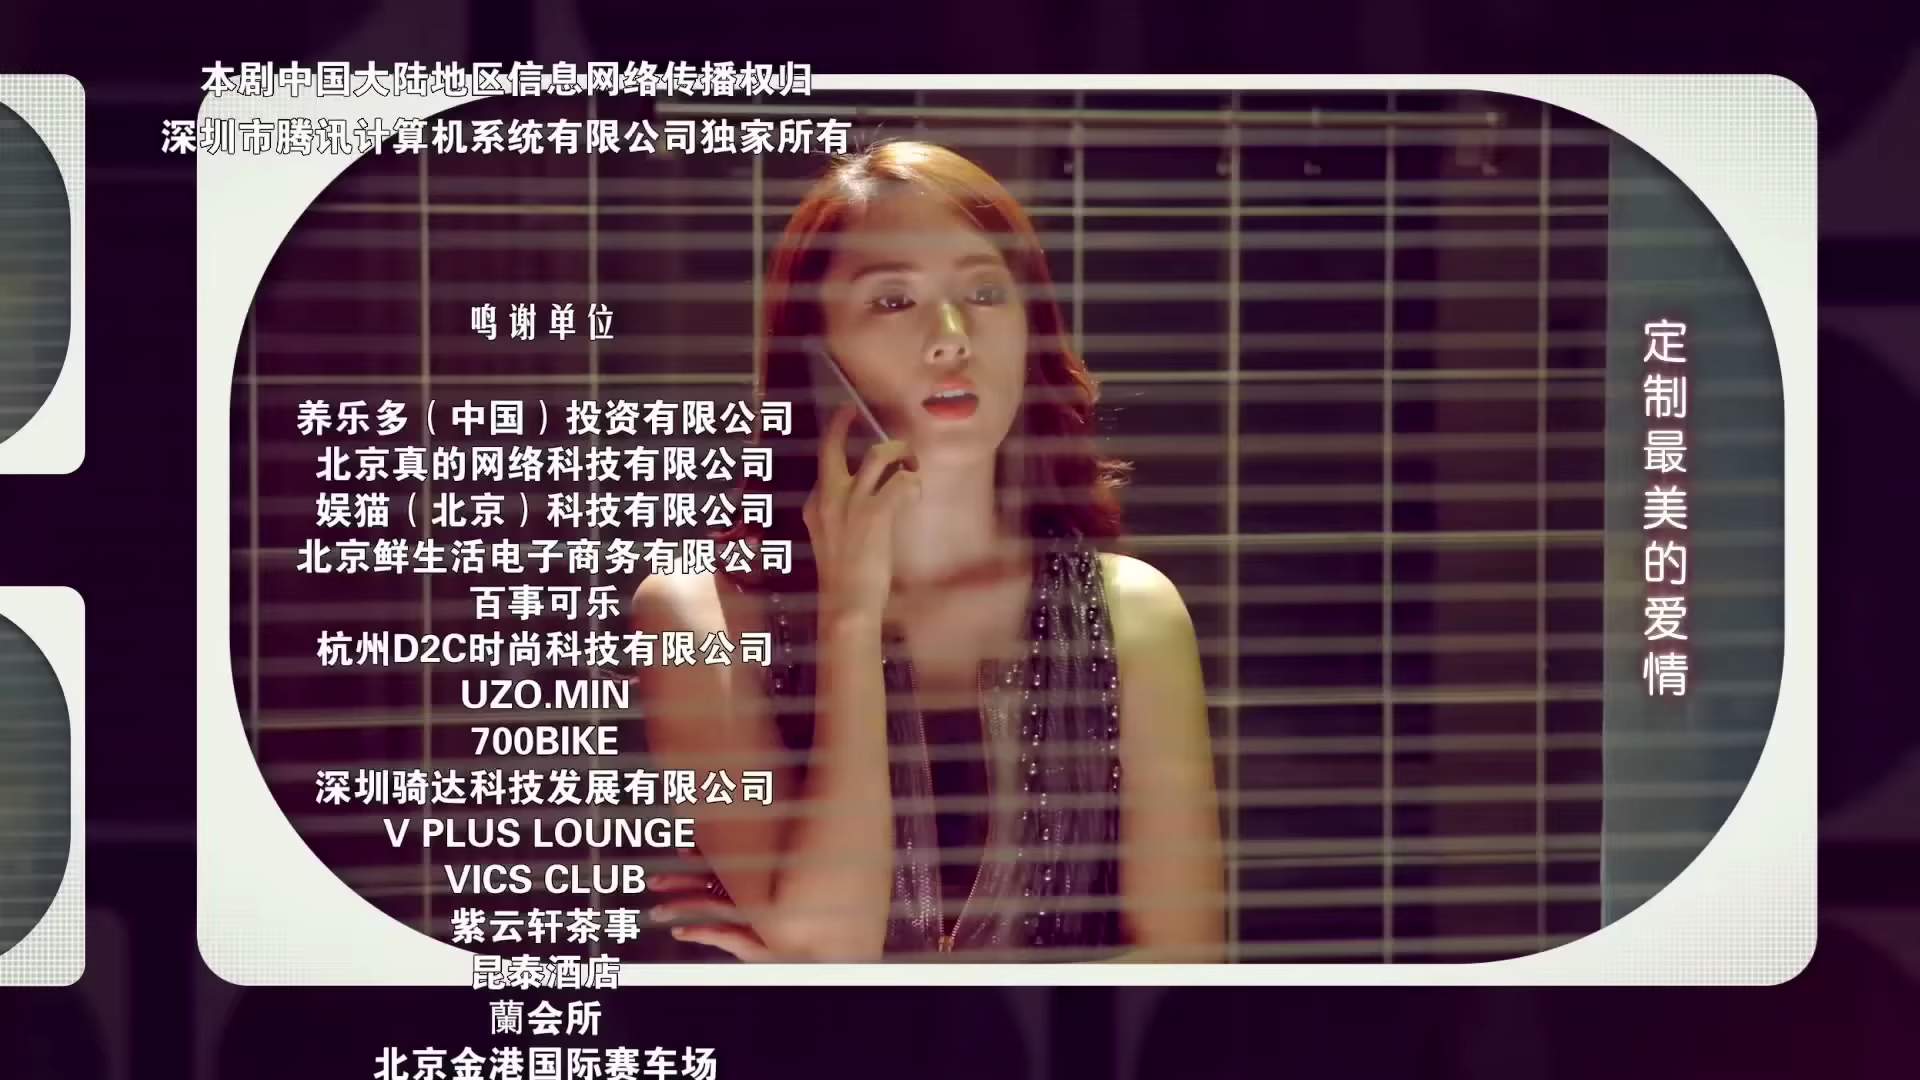 本剧中国大陆地区信息网络传播权归
深圳市腾讯计算机系统有限公司独家所有
鸣谢单位
养乐多（中国）投资有限公司
北京真的网络科技有限公司
娱猫（北京）科技有限公司
北京鲜生活电子商务有限公司
百事可乐
杭州D2C时尚科技有限公司
UZO.MIN
700BIKE
深圳骑达科技发展有限公司
V PLUS LOUNGE
VICS CLUB
紫云轩茶事
昆泰酒店
蘭会所
北京金港国际赛车场
定制最美的爱情